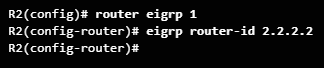 R2(config)# router eigrp 1
R2(config-router)# eigrp router-id 2.2.2.2
R2(config-router)#